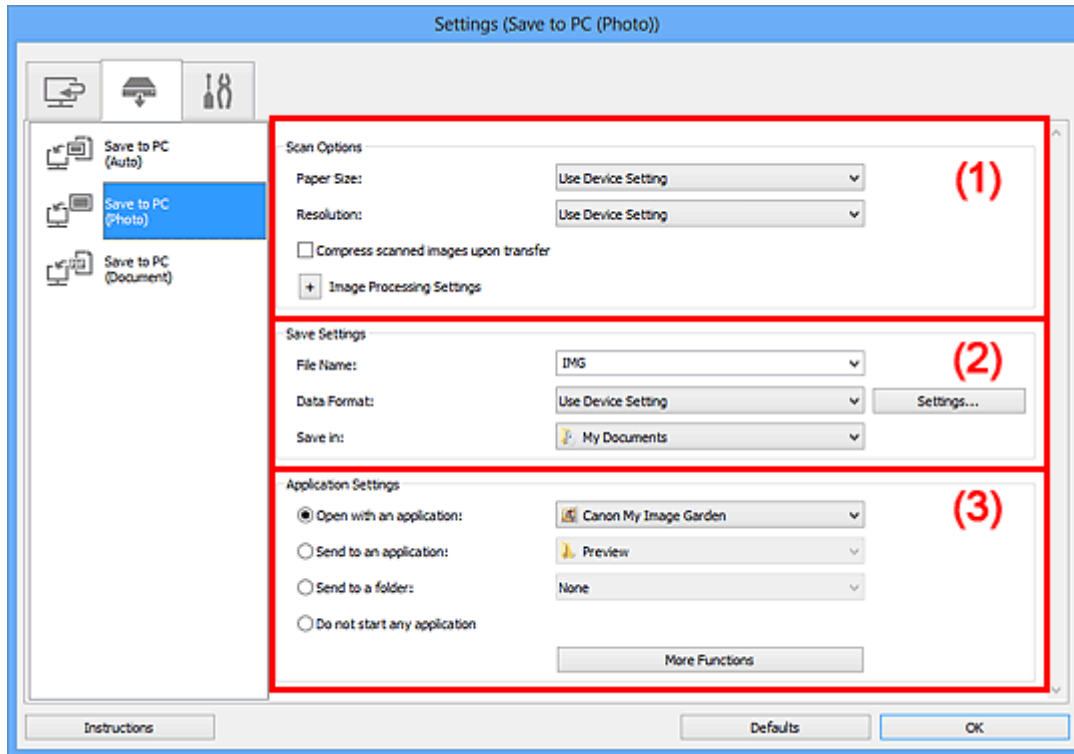 Settings (Save to PC (Photo))
Save to PC
(Auto)
Save to PC
(Photo)
Save to PC
(Document)
Scan Options
(1)
Paper Size: Use Device Setting
Resolution: Use Device Setting
Compress scanned images upon transfer
+ Image Processing Settings
Save Settings
(2)
File Name: IMG
Data Format: Use Device Setting Settings...
Save in: My Documents
Application Settings
(3)
Open with an application: Canon My Image Garden
Send to an application: Preview
Send to a folder: None
Do not start any application
More Functions
Instructions Defaults OK